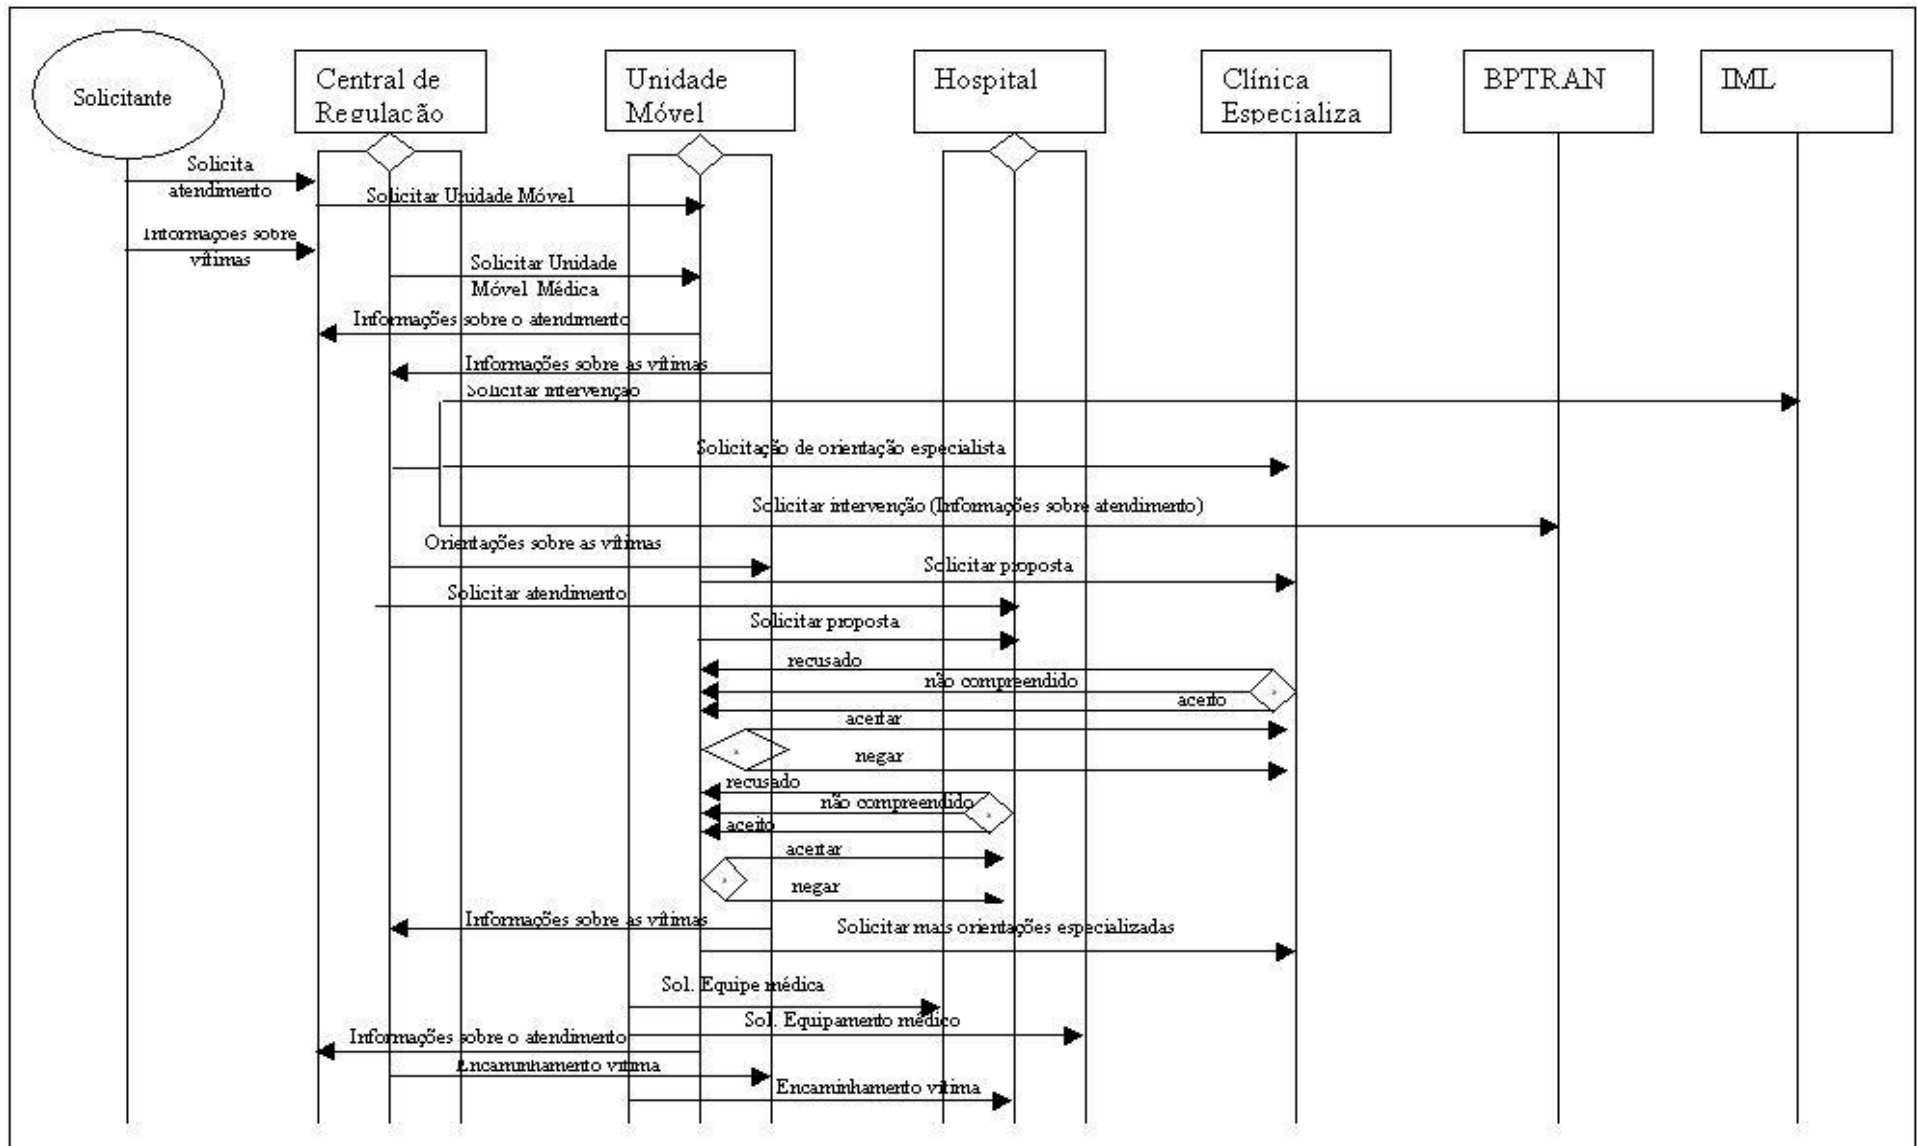 Solicitante
Central de
Regulação
Unidade
Móvel
Hospital
Clínica
Especializa
BPTRAN
IML
Solicita
atendimento
Solicitar Unidade Móvel
Informações sobre
vítimas
Solicitar Unidade
Móvel Médica
Informações sobre o atendimento
Informações sobre as vítimas
Solicitar intervenção
Solicitação de orientação especialista
Solicitar intervenção (Informações sobre atendimento)
Orientações sobre as vítimas
Solicitar proposta
Solicitar atendimento
Solicitar proposta
recusado
não compreendido
aceito
aceitar
negar
recusado
não compreendido
aceito
aceitar
negar
Informações sobre as vítimas
Solicitar mais orientações especializadas
Sol. Equipe médica
Sol. Equipamento médico
Informações sobre o atendimento
Encaminhamento vítima
Encaminhamento vítima